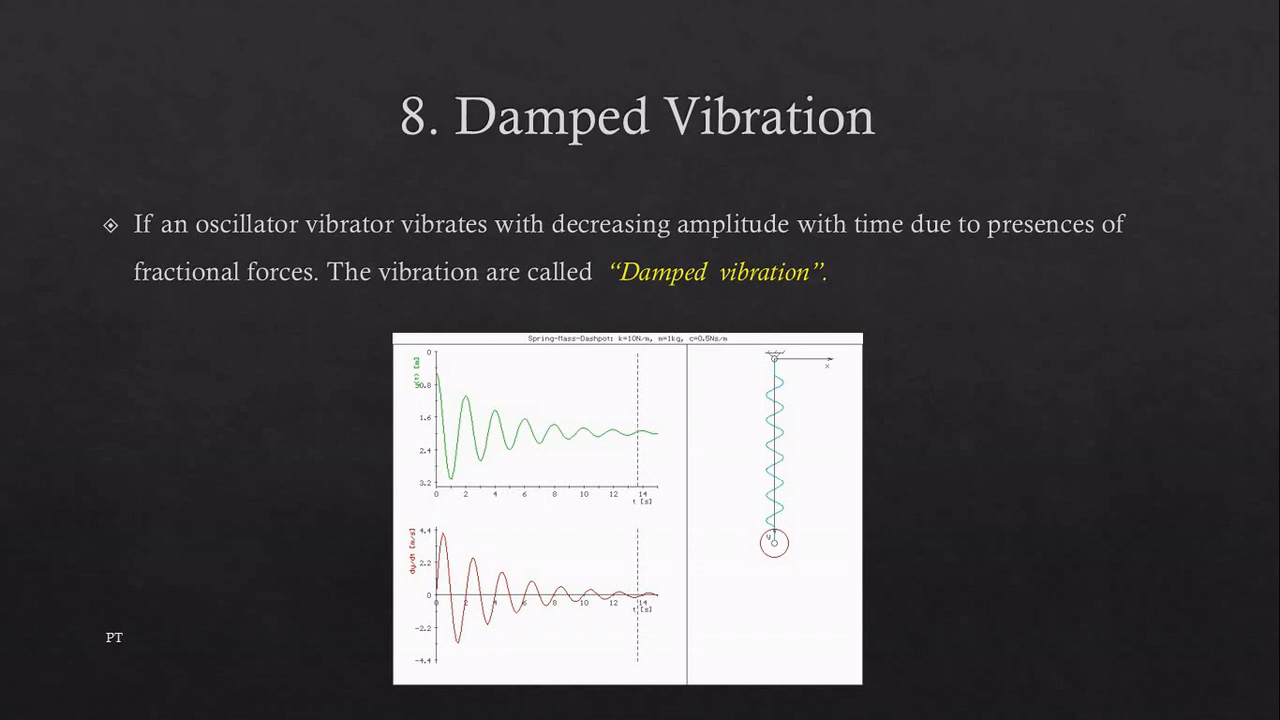 8. Damped Vibration
If an oscillator vibrator vibrates with decreasing amplitude with time due to presences of
fractional forces. The vibration are called “Damped vibration”.
Spring-Mass-Dashpot: k=10N/m, m=1kg, c=0.5Ns/m
y(t) [m]
0
0.8
1.6
2.4
3.2
0 2 4 6 8 10 12 14
t [s]
x
y
dy/dt [m/s]
4.4
2.2
0
-2.2
-4.4
0 2 4 6 8 10 12 14
t [s]
PT